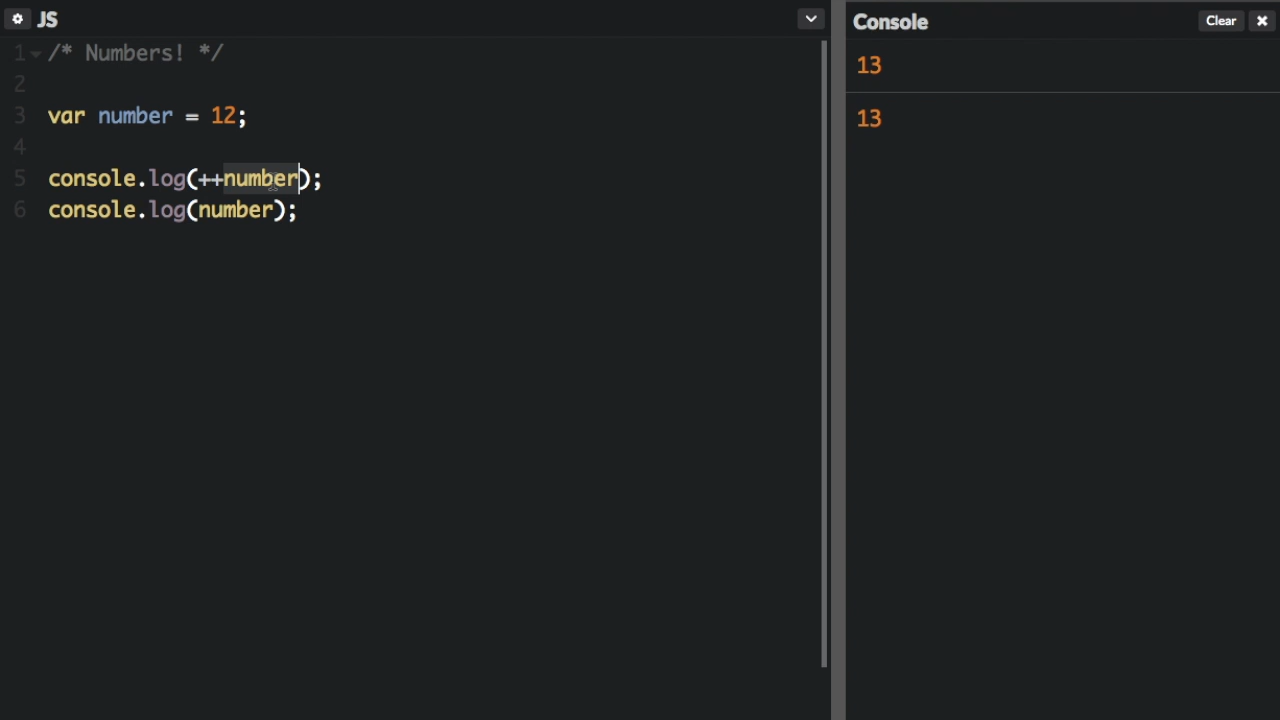 JS
1 /* Numbers! */
2
3 var number = 12;
4
5 console.log(++number);
6 console.log(number);
Console
Clear
13
13